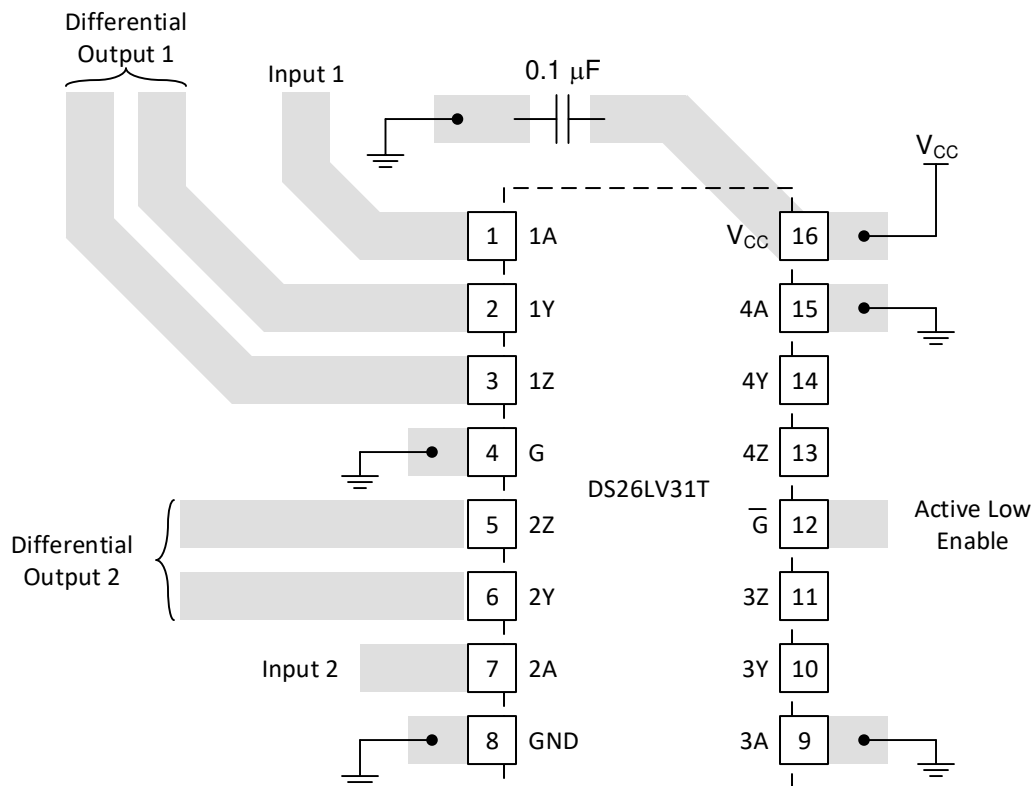 Differential
Output 1
Input 1
0.1 μF
V_CC
1 1A
V_CC 16
2 1Y
4A 15
3 1Z
4Y 14
4 G
4Z 13
DS26LV31T
5 2Z
G̅ 12
Active Low
Enable
Differential
Output 2
6 2Y
3Z 11
Input 2
7 2A
3Y 10
8 GND
3A 9